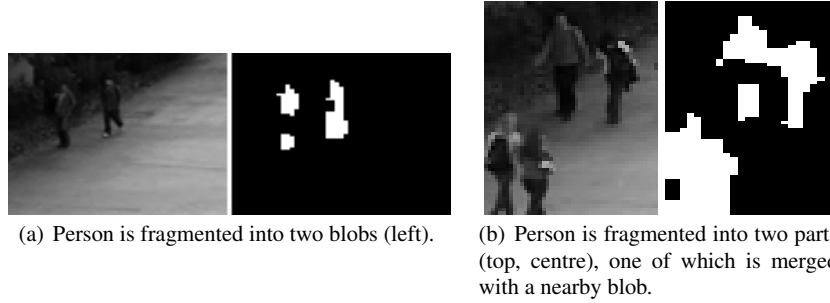 (a) Person is fragmented into two blobs (left).
(b) Person is fragmented into two part
(top, centre), one of which is merged
with a nearby blob.